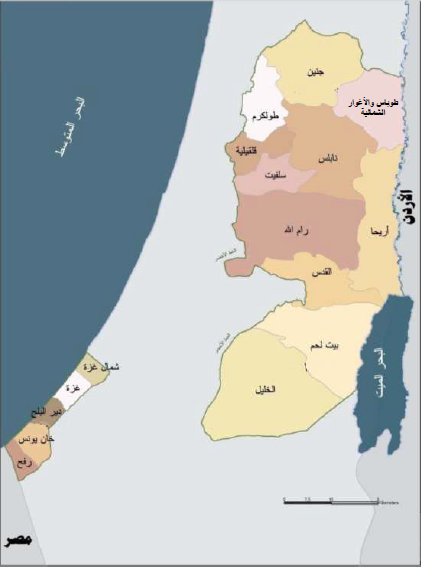 جنين
طوباس والأغوار
الشمالية
طولكرم
البحر المتوسط
نابلس
قلقيلية
سلفيت
الأردن
أريحا
رام الله
القدس
بيت لحم
البحر الميت
الخليل
شمال غزة
غزة
دير البلح
خان يونس
رفح
مصر